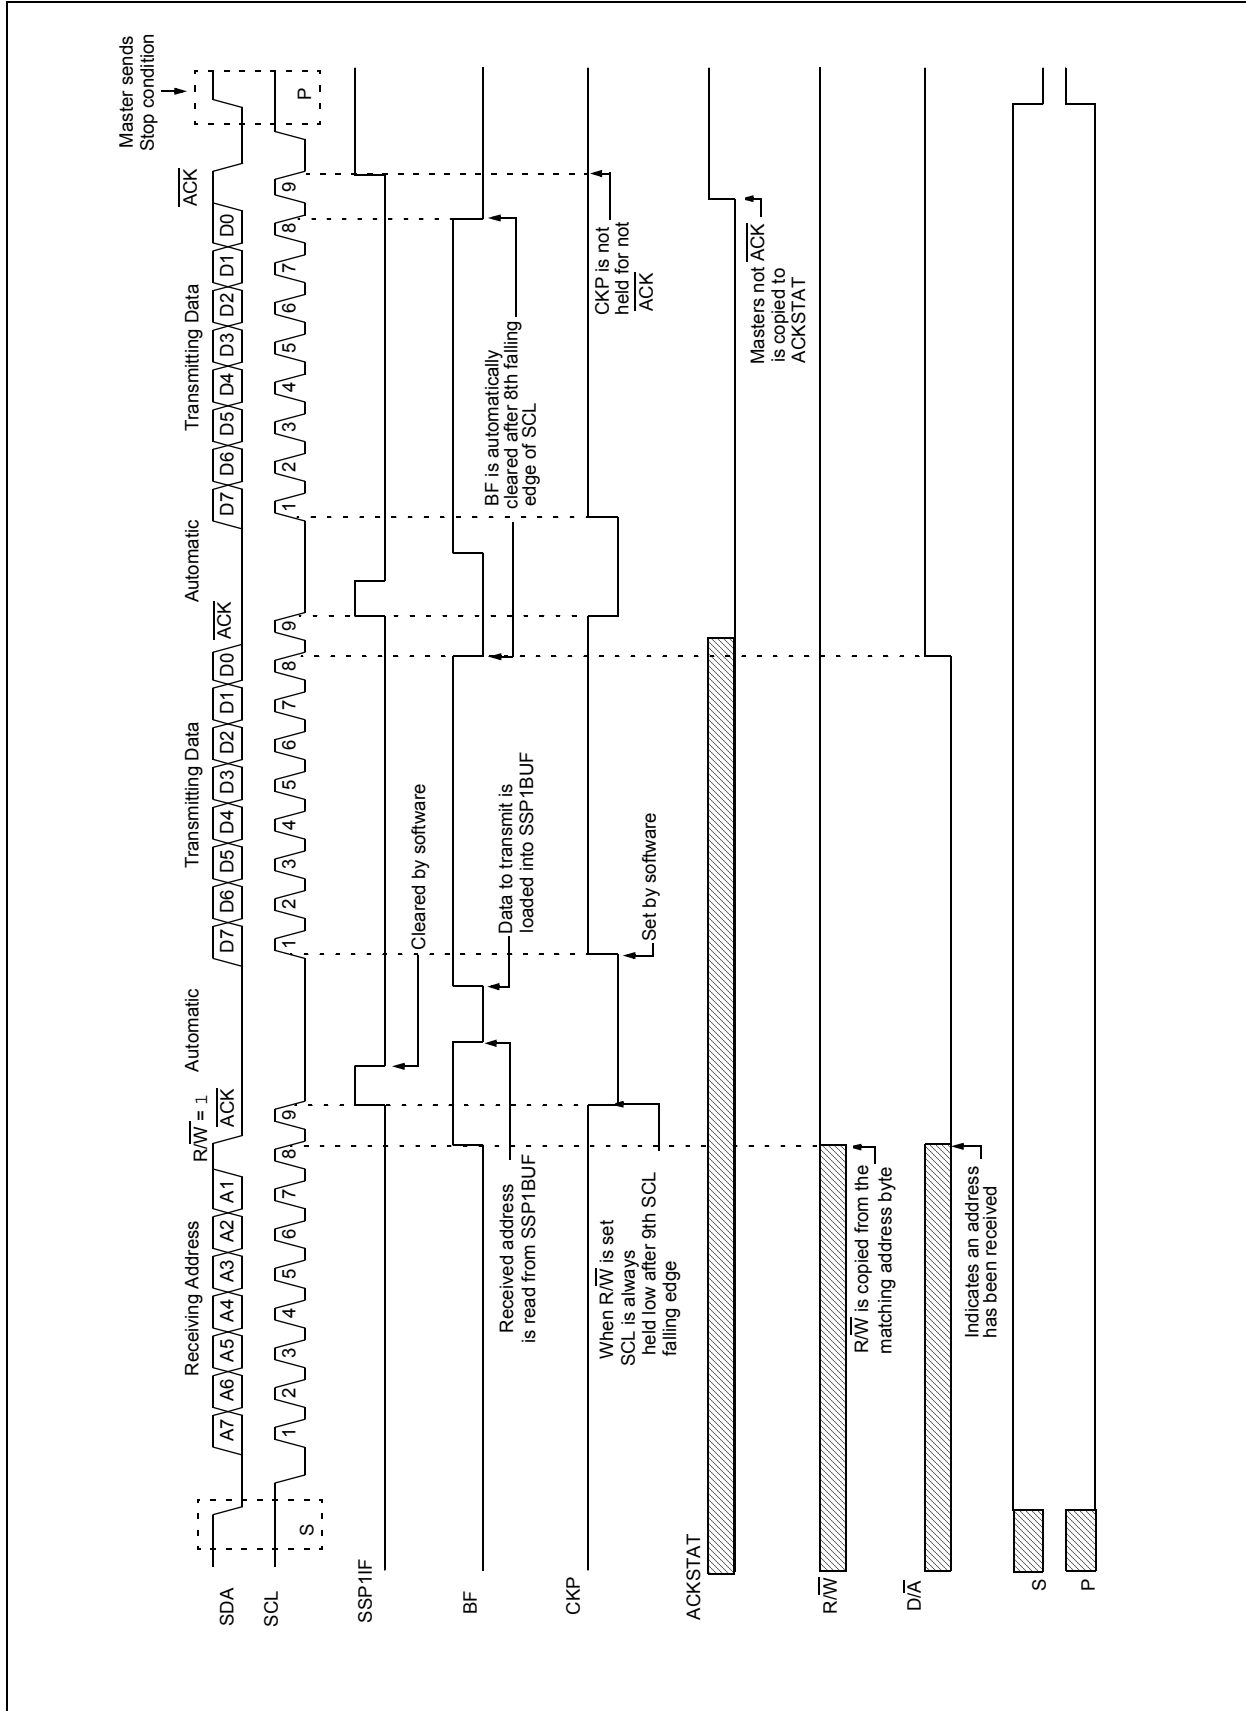 Master sends
Stop condition
Receiving Address
R/W = 1
Automatic
Transmitting Data
Automatic
Transmitting Data
ACK
ACK
ACK
SDA
A7 A6 A5 A4 A3 A2 A1
D7 D6 D5 D4 D3 D2 D1 D0
D7 D6 D5 D4 D3 D2 D1 D0
SCL
S
1 2 3 4 5 6 7 8 9
1 2 3 4 5 6 7 8 9
1 2 3 4 5 6 7 8 9
P
SSP1IF
Cleared by software
BF
Received address
is read from SSP1BUF
Data to transmit is
loaded into SSP1BUF
BF is automatically
cleared after 8th falling
edge of SCL
CKP
When R/W is set
SCL is always
held low after 9th SCL
falling edge
Set by software
CKP is not
held for not
ACK
ACKSTAT
Masters not ACK
is copied to
ACKSTAT
R/W
R/W is copied from the
matching address byte
D/A
Indicates an address
has been received
S
P